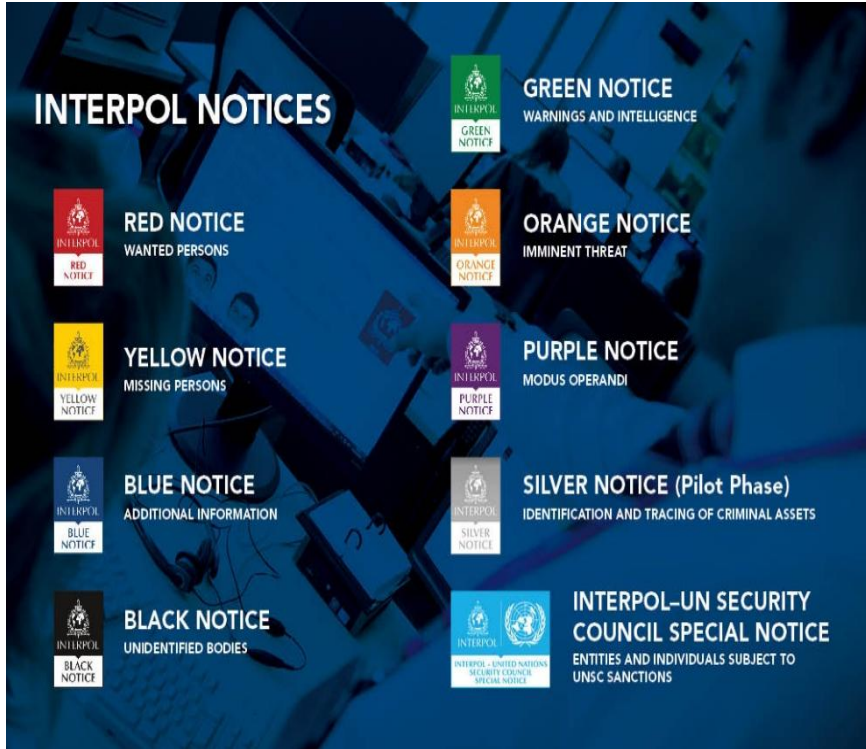 INTERPOL NOTICES
INTERPOL
RED
NOTICE
RED NOTICE
WANTED PERSONS
INTERPOL
YELLOW
NOTICE
YELLOW NOTICE
MISSING PERSONS
INTERPOL
BLUE
NOTICE
BLUE NOTICE
ADDITIONAL INFORMATION
INTERPOL
BLACK
NOTICE
BLACK NOTICE
UNIDENTIFIED BODIES
INTERPOL
GREEN
NOTICE
GREEN NOTICE
WARNINGS AND INTELLIGENCE
INTERPOL
ORANGE
NOTICE
ORANGE NOTICE
IMMINENT THREAT
INTERPOL
PURPLE
NOTICE
PURPLE NOTICE
MODUS OPERANDI
INTERPOL
SILVER
NOTICE
SILVER NOTICE (Pilot Phase)
IDENTIFICATION AND TRACING OF CRIMINAL ASSETS
INTERPOL
INTERPOL - UNITED NATIONS
SECURITY COUNCIL
SPECIAL NOTICE
INTERPOL–UN SECURITY
COUNCIL SPECIAL NOTICE
ENTITIES AND INDIVIDUALS SUBJECT TO
UNSC SANCTIONS